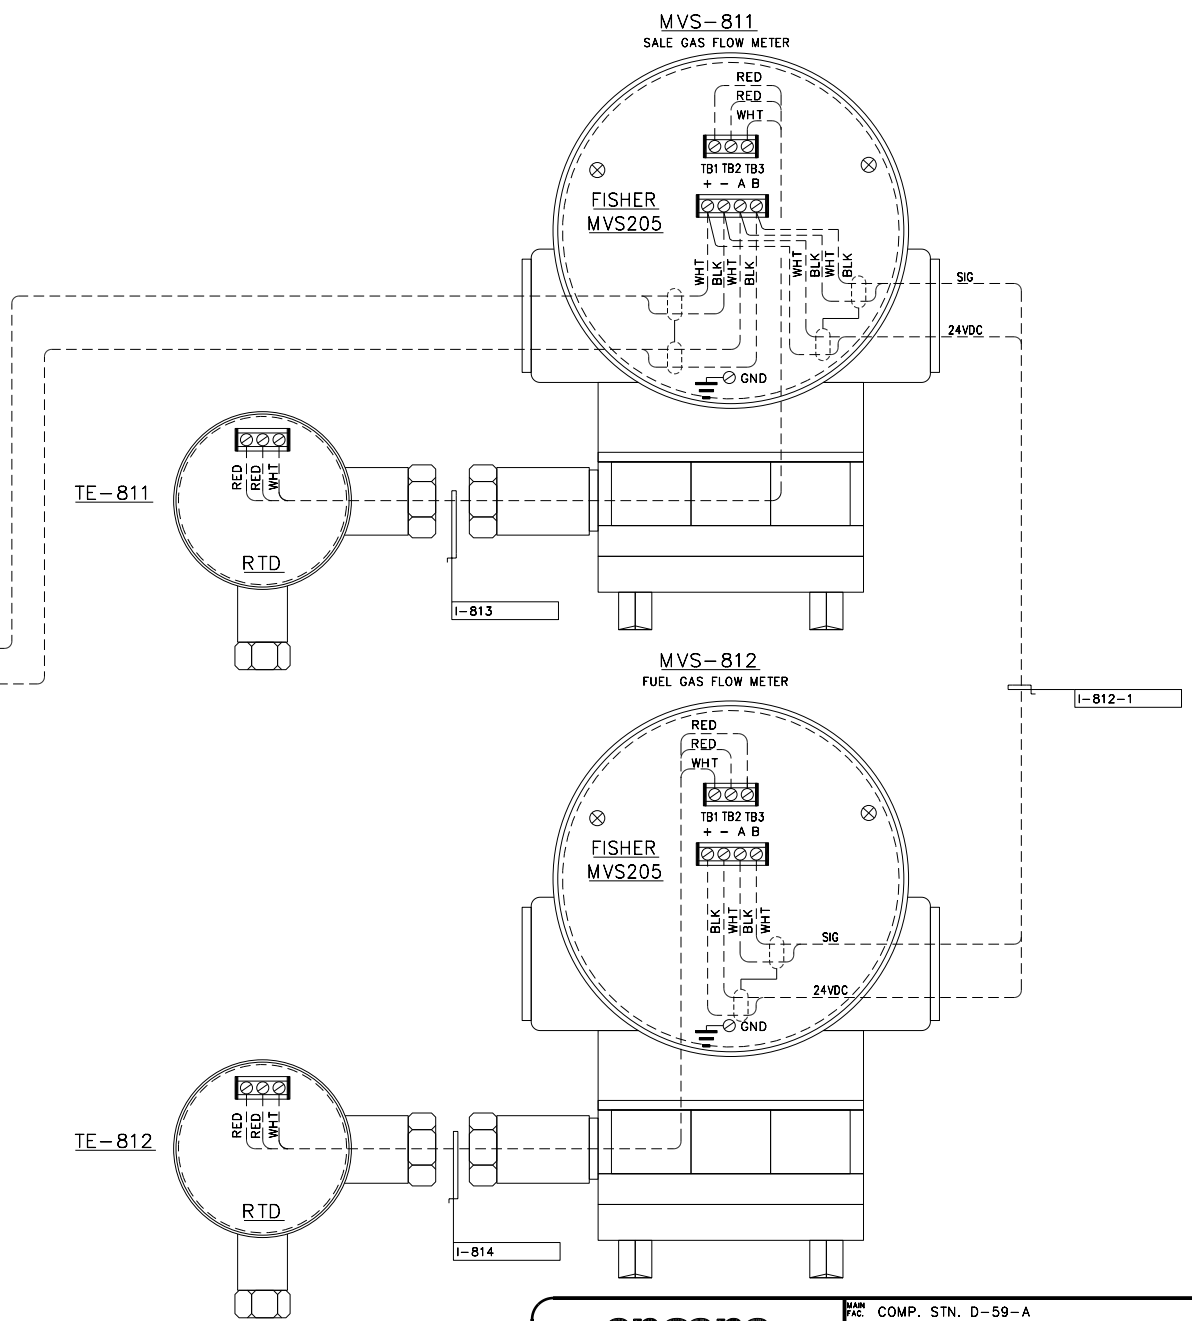 MVS-811
SALE GAS FLOW METER
RED
RED
WHT
TB1 TB2 TB3
+ - A B
FISHER
MVS205
WHT
BLK
WHT
BLK
WHT
BLK
WHT
BLK
SIG
24VDC
GND
TE-811
RED
RED
WHT
RTD
I-813
MVS-812
FUEL GAS FLOW METER
I-812-1
RED
RED
WHT
TB1 TB2 TB3
+ - A B
FISHER
MVS205
BLK
WHT
BLK
WHT
SIG
24VDC
GND
TE-812
RED
RED
WHT
RTD
I-814
MAIN
FAC.
COMP. STN. D-59-A